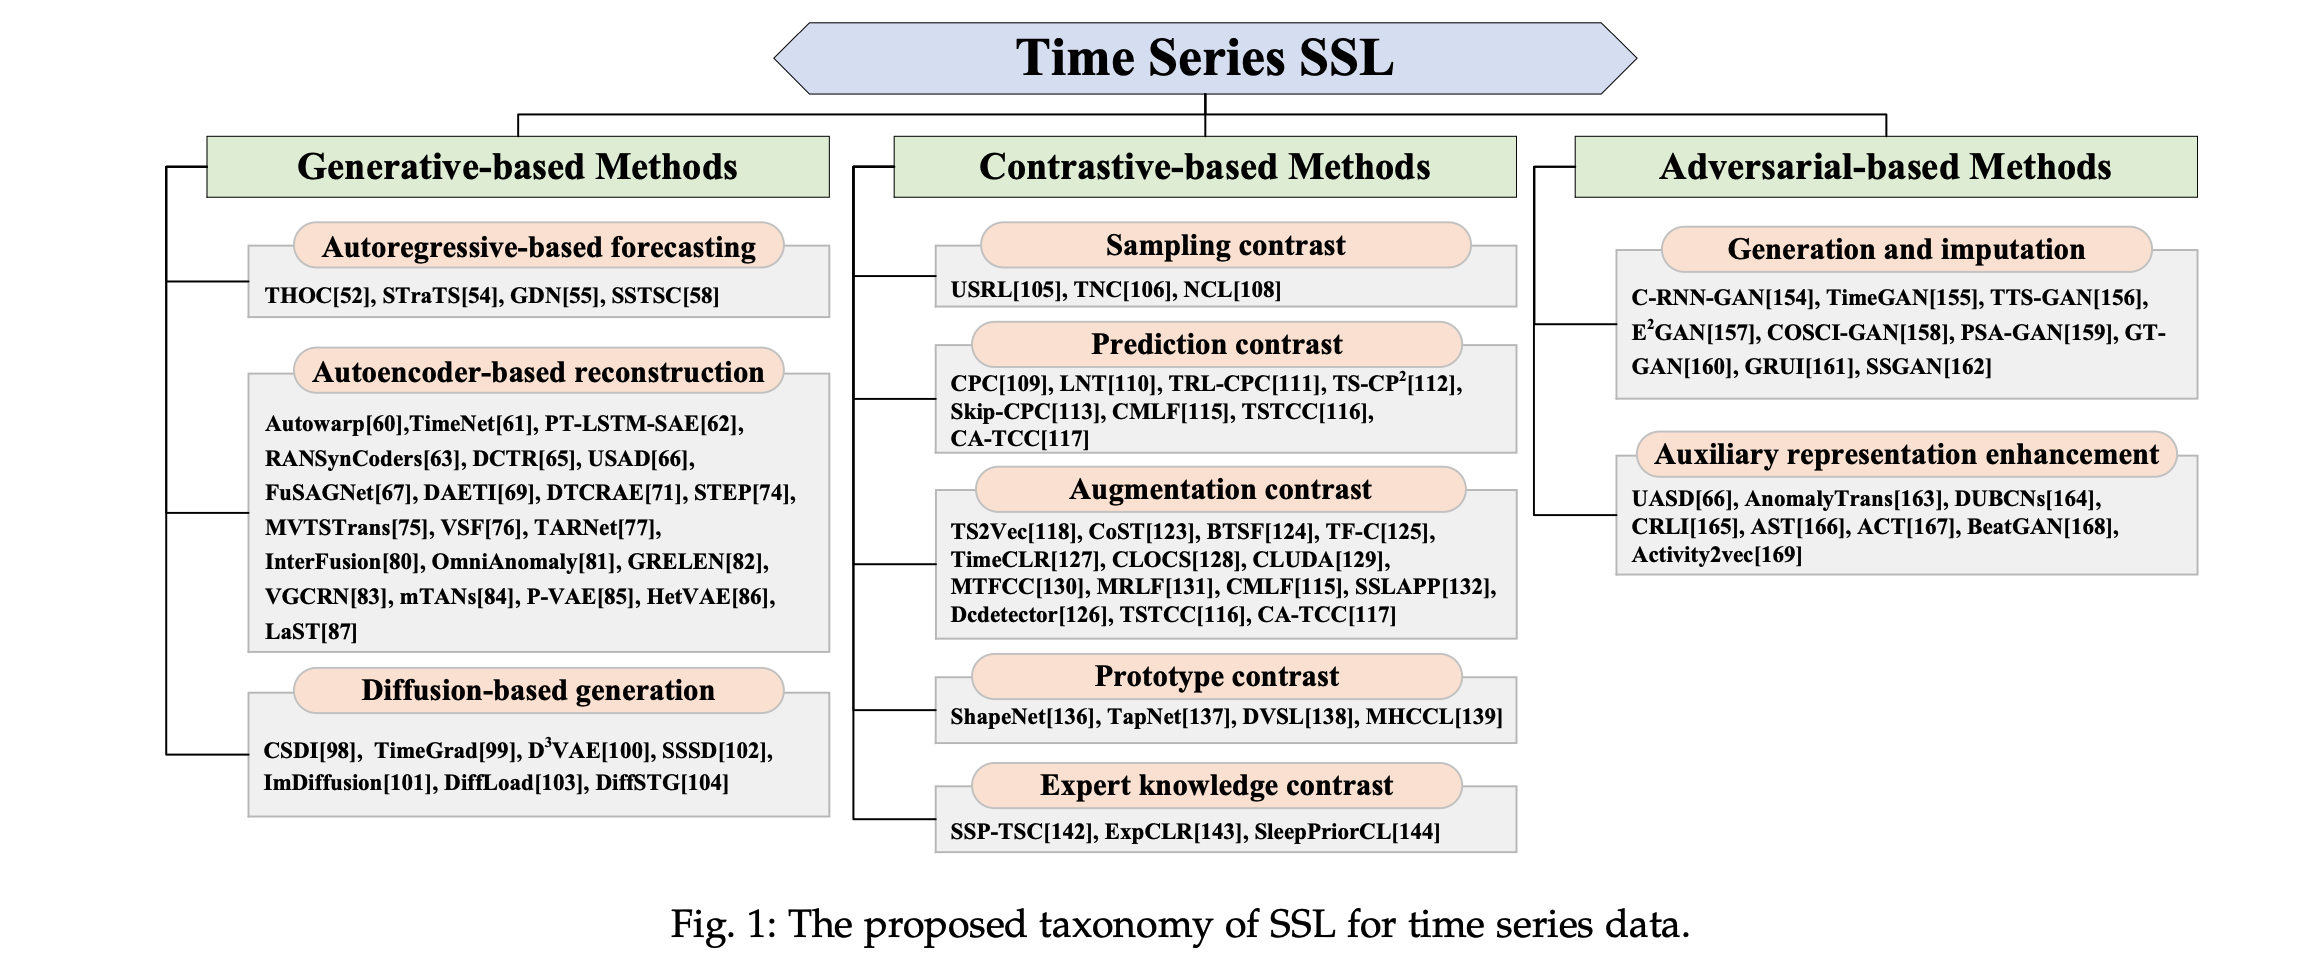 Time Series SSL
Generative-based Methods
Autoregressive-based forecasting
THOC[52], STraTS[54], GDN[55], SSTSC[58]
Autoencoder-based reconstruction
Autowarp[60],TimeNet[61], PT-LSTM-SAE[62],
RANSynCoders[63], DCTR[65], USAD[66],
FuSAGNet[67], DAETI[69], DTCRAE[71], STEP[74],
MVTSTrans[75], VSF[76], TARNet[77],
InterFusion[80], OmniAnomaly[81], GRELEN[82],
VGCRN[83], mTANs[84], P-VAE[85], HetVAE[86],
LaST[87]
Diffusion-based generation
CSDI[98], TimeGrad[99], D³VAE[100], SSSD[102],
ImDiffusion[101], DiffLoad[103], DiffSTG[104]
Contrastive-based Methods
Sampling contrast
USRL[105], TNC[106], NCL[108]
Prediction contrast
CPC[109], LNT[110], TRL-CPC[111], TS-CP²[112],
Skip-CPC[113], CMLF[115], TSTCC[116],
CA-TCC[117]
Augmentation contrast
TS2Vec[118], CoST[123], BTSF[124], TF-C[125],
TimeCLR[127], CLOCS[128], CLUDA[129],
MTFCC[130], MRLF[131], CMLF[115], SSLAPP[132],
Dcdetector[126], TSTCC[116], CA-TCC[117]
Prototype contrast
ShapeNet[136], TapNet[137], DVSL[138], MHCCL[139]
Expert knowledge contrast
SSP-TSC[142], ExpCLR[143], SleepPriorCL[144]
Adversarial-based Methods
Generation and imputation
C-RNN-GAN[154], TimeGAN[155], TTS-GAN[156],
E²GAN[157], COSCI-GAN[158], PSA-GAN[159], GT-
GAN[160], GRUI[161], SSGAN[162]
Auxiliary representation enhancement
UASD[66], AnomalyTrans[163], DUBCNs[164],
CRLI[165], AST[166], ACT[167], BeatGAN[168],
Activity2vec[169]
Fig. 1: The proposed taxonomy of SSL for time series data.